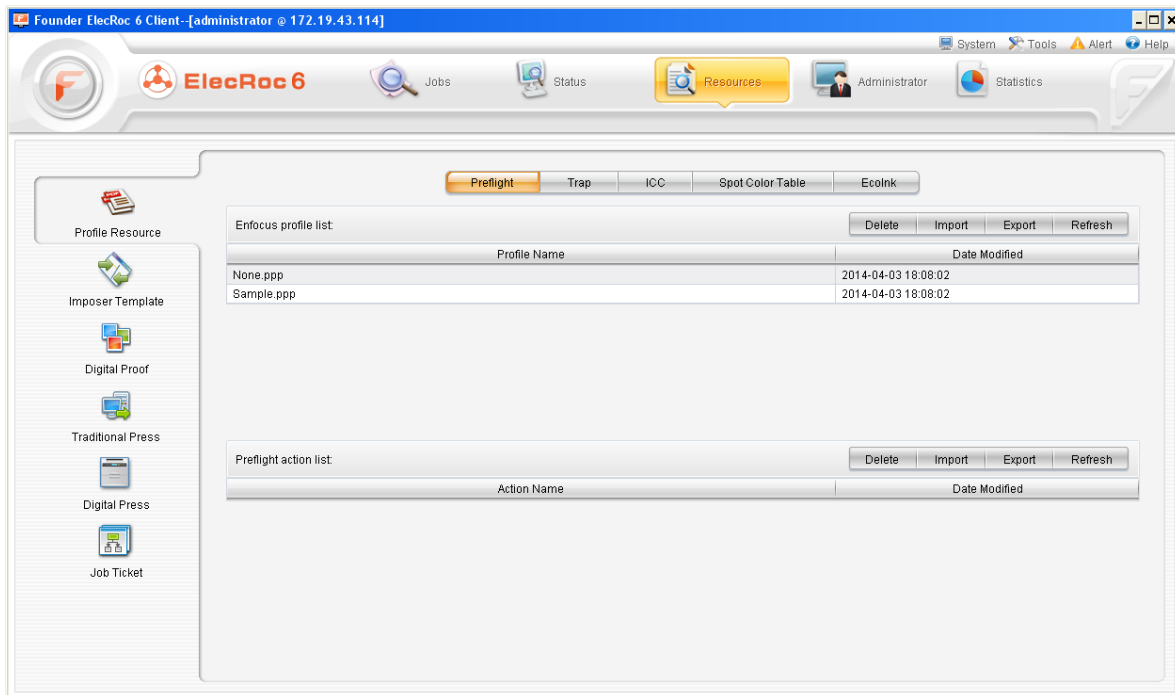 Founder ElecRoc 6 Client--[administrator @ 172.19.43.114]
System Tools Alert Help
F ElecRoc 6 Jobs Status Resources Administrator Statistics
Preflight Trap ICC Spot Color Table EcoInk
Profile Resource
Enfocus profile list: Delete Import Export Refresh
Profile Name Date Modified
None.ppp 2014-04-03 18:08:02
Sample.ppp 2014-04-03 18:08:02
Imposer Template
Digital Proof
Traditional Press
Preflight action list: Delete Import Export Refresh
Action Name Date Modified
Digital Press
Job Ticket